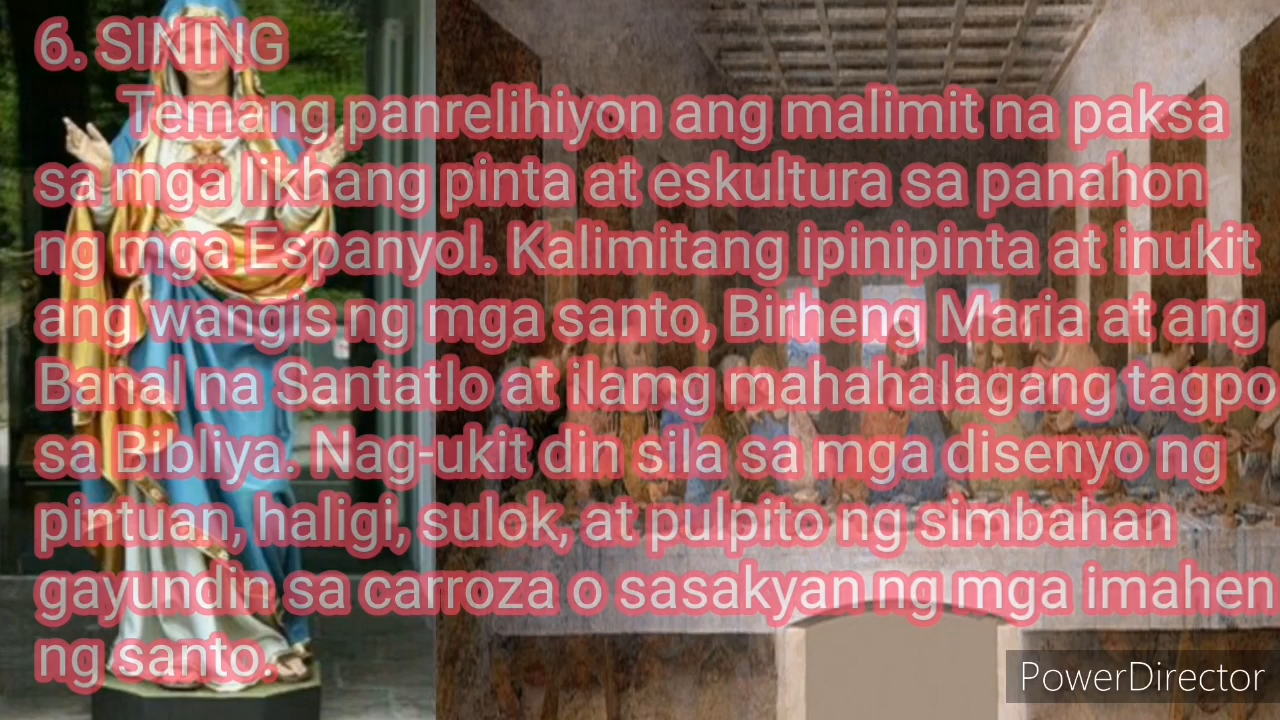 6. SINING
Temang panrelihiyon ang malimit na paksa
sa mga likhang pinta at eskultura sa panahon
ng mga Espanyol. Kalimitang ipinipinta at inukit
ang wangis ng mga santo, Birheng Maria at ang
Banal na Santatlo at ilamg mahahalagang tagpo
sa Bibliya. Nag-ukit din sila sa mga disenyo ng
pintuan, haligi, sulok, at pulpito ng simbahan
gayundin sa carroza o sasakyan ng mga imahen
ng santo.
PowerDirector